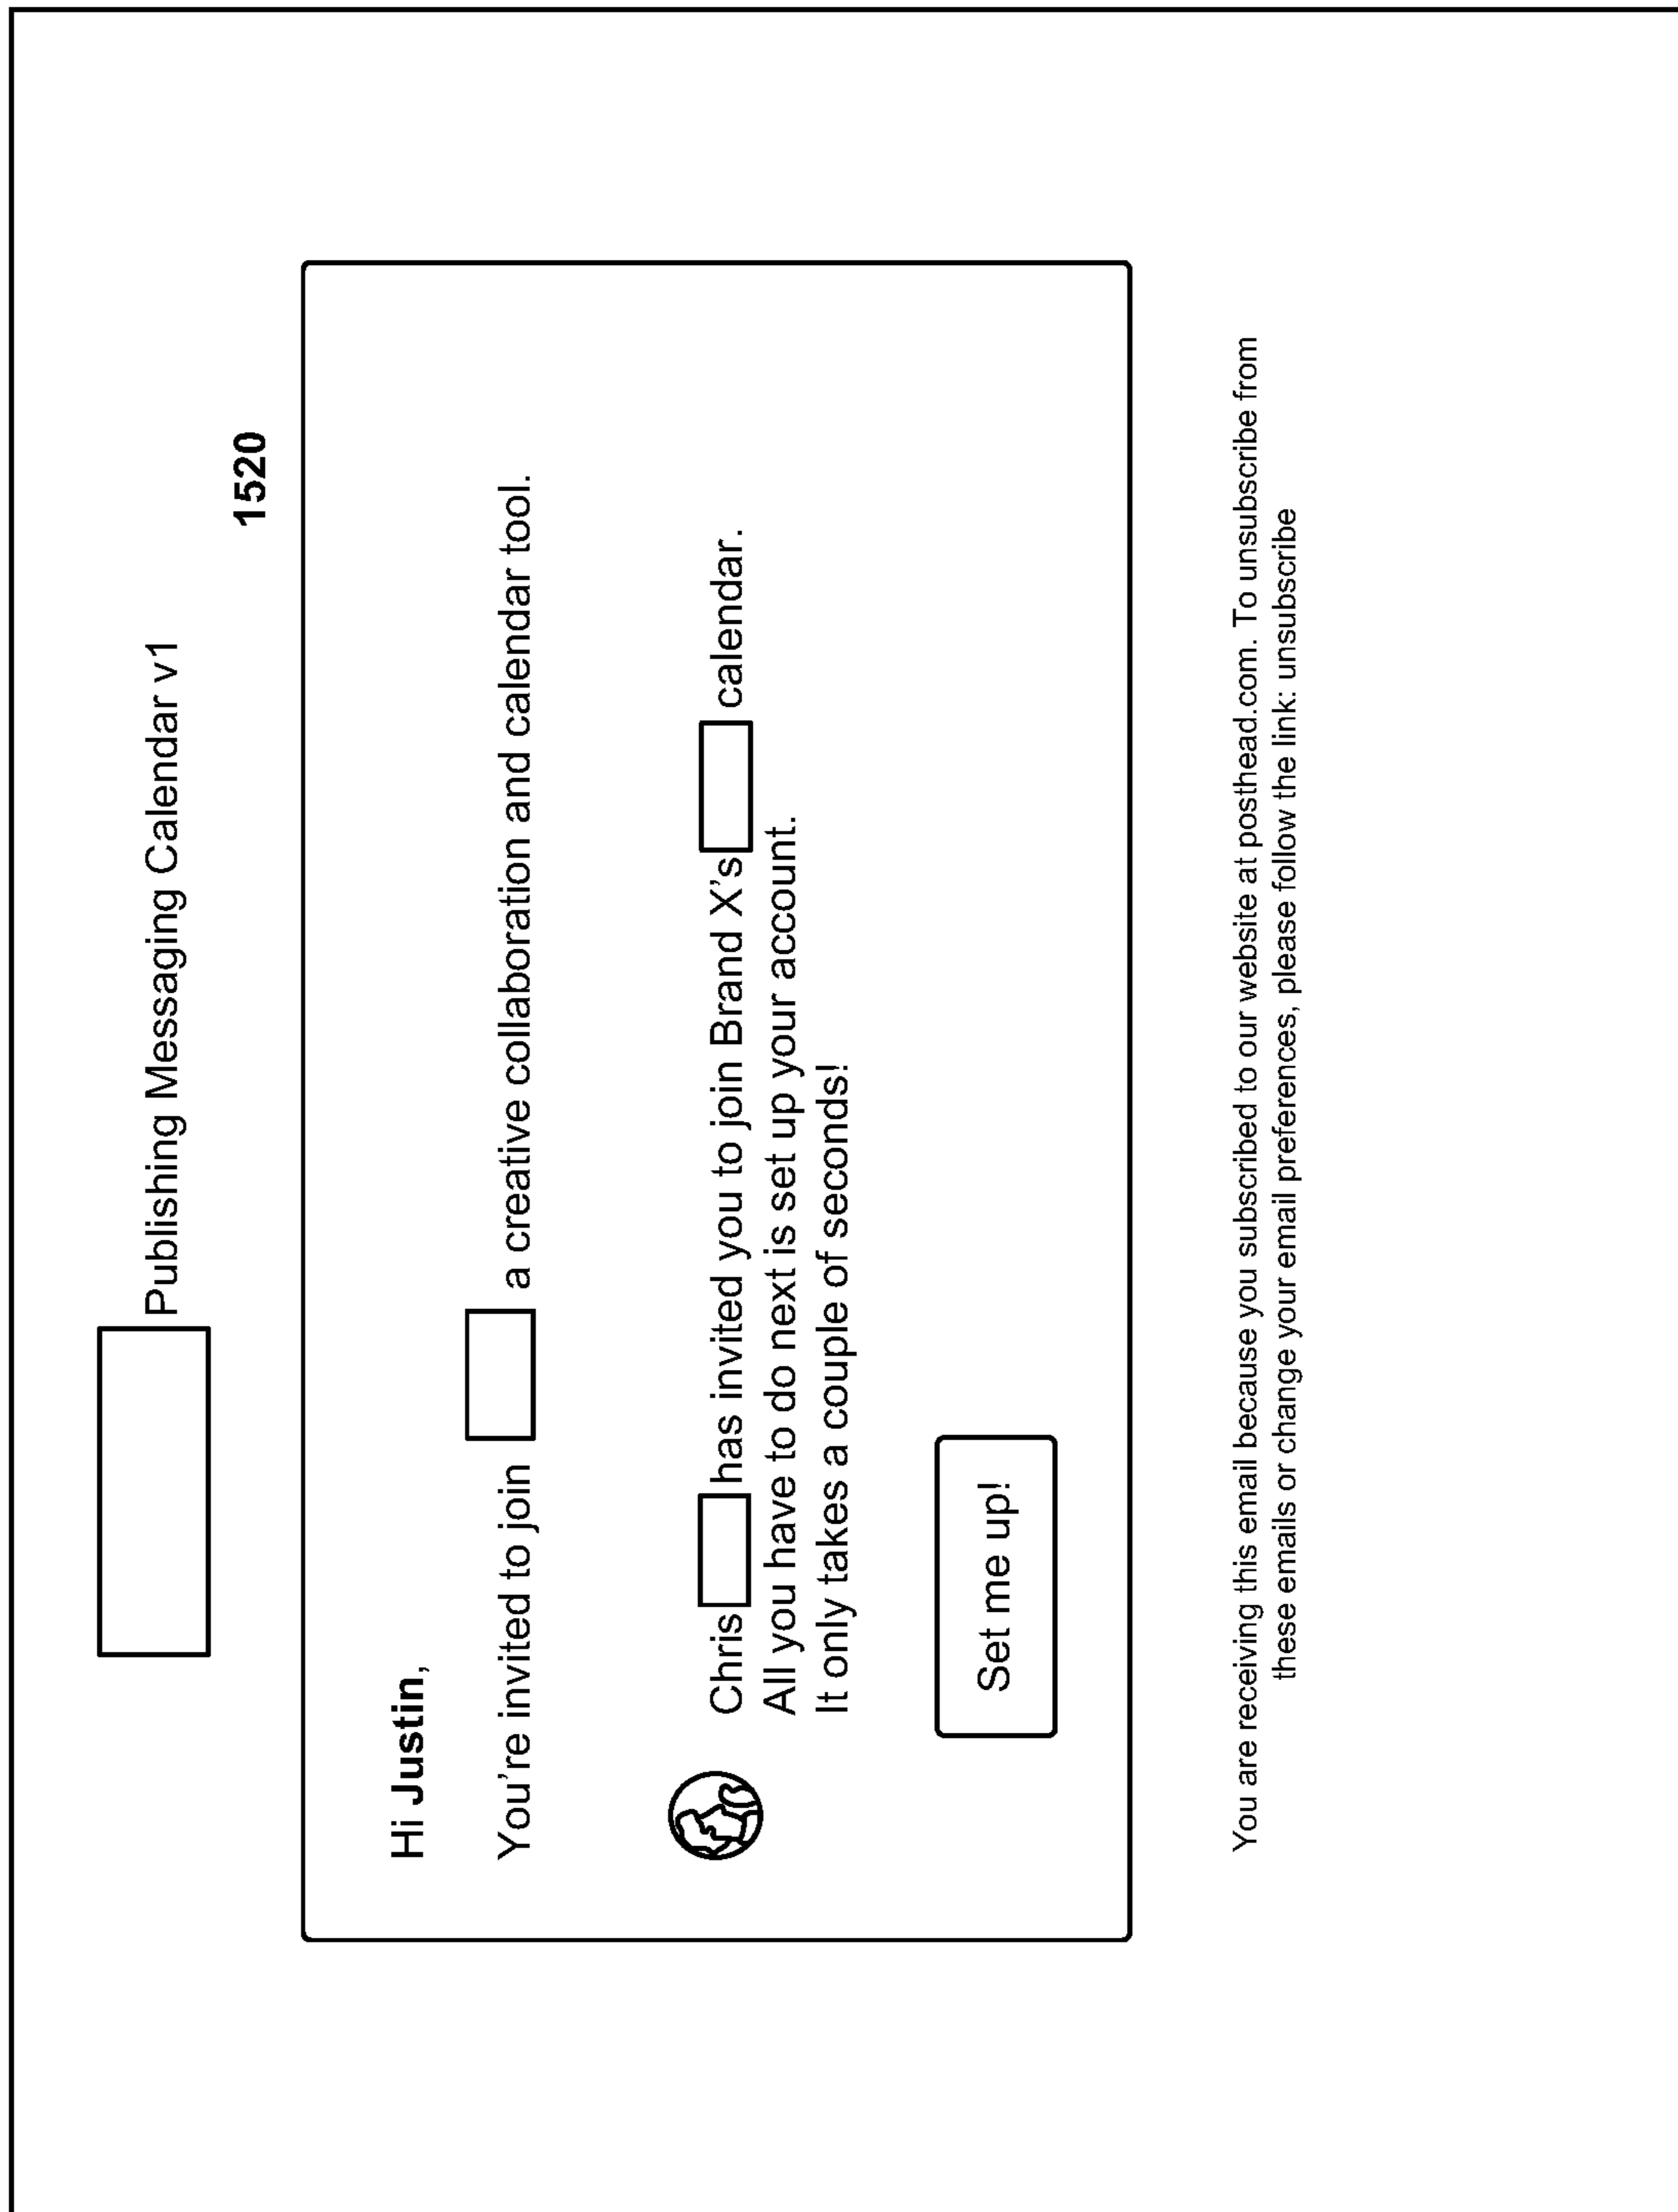 Publishing Messaging Calendar v1
1520
Hi Justin,
You're invited to join a creative collaboration and calendar tool.
Chris has invited you to join Brand X's calendar.
All you have to do next is set up your account.
It only takes a couple of seconds!
Set me up!
You are receiving this email because you subscribed to our website at posthead.com. To unsubscribe from
these emails or change your email preferences, please follow the link: unsubscribe